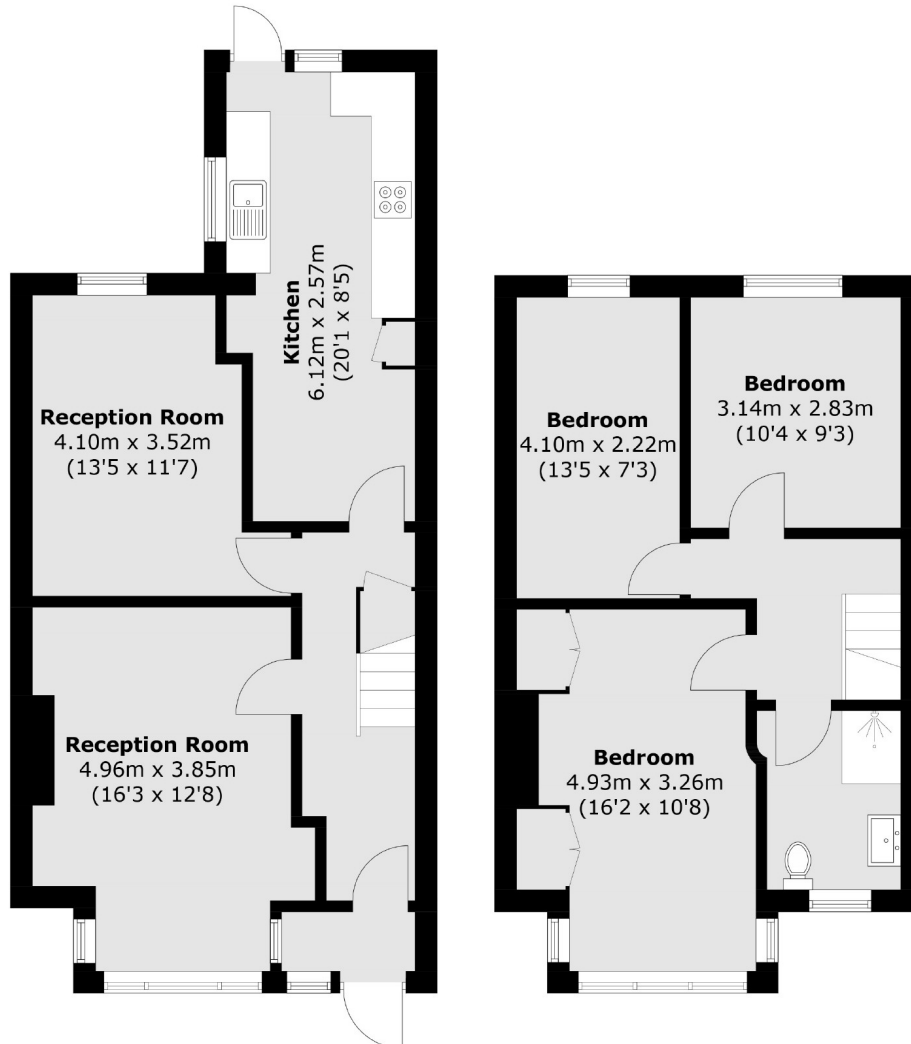 Kitchen
6.12m x 2.57m
(20'1 x 8'5)
Reception Room
4.10m x 3.52m
(13'5 x 11'7)
Reception Room
4.96m x 3.85m
(16'3 x 12'8)
Bedroom
4.10m x 2.22m
(13'5 x 7'3)
Bedroom
3.14m x 2.83m
(10'4 x 9'3)
Bedroom
4.93m x 3.26m
(16'2 x 10'8)